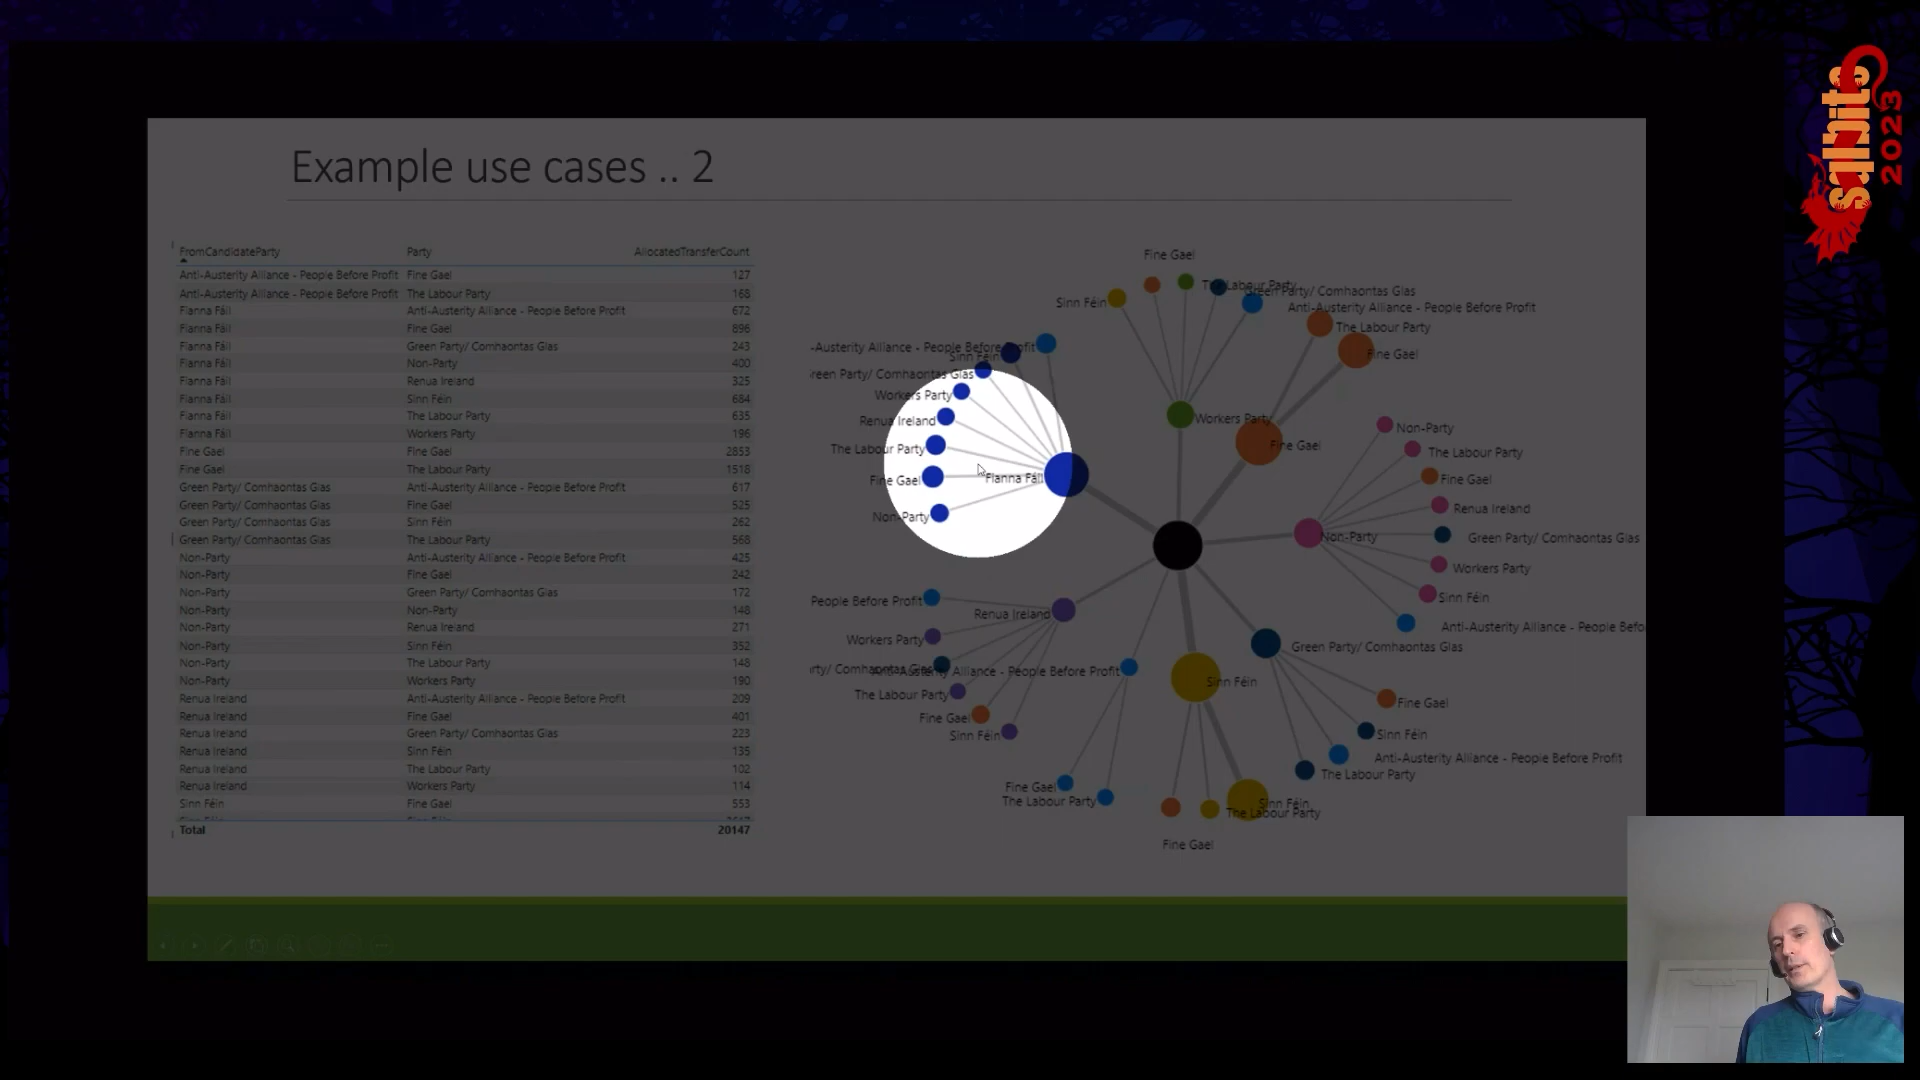 sqlbits
2023
Example use cases .. 2
FromCandidateParty Party AllocatedTransferCount
Anti-Austerity Alliance - People Before Profit Fine Gael 127
Anti-Austerity Alliance - People Before Profit The Labour Party 168
Fianna Fáil Anti-Austerity Alliance - People Before Profit 672
Fianna Fáil Fine Gael 896
Fianna Fáil Green Party/ Comhaontas Glas 243
Fianna Fáil Non-Party 400
Fianna Fáil Renua Ireland 325
Fianna Fáil Sinn Féin 684
Fianna Fáil The Labour Party 635
Fianna Fáil Workers Party 196
Fine Gael Fine Gael 2853
Fine Gael The Labour Party 1518
Green Party/ Comhaontas Glas Anti-Austerity Alliance - People Before Profit 617
Green Party/ Comhaontas Glas Fine Gael 525
Green Party/ Comhaontas Glas Sinn Féin 262
Green Party/ Comhaontas Glas The Labour Party 568
Non-Party Anti-Austerity Alliance - People Before Profit 425
Non-Party Fine Gael 242
Non-Party Green Party/ Comhaontas Glas 172
Non-Party Non-Party 148
Non-Party Renua Ireland 271
Non-Party Sinn Féin 352
Non-Party The Labour Party 148
Non-Party Workers Party 190
Renua Ireland Anti-Austerity Alliance - People Before Profit 209
Renua Ireland Fine Gael 401
Renua Ireland Green Party/ Comhaontas Glas 223
Renua Ireland Sinn Féin 135
Renua Ireland The Labour Party 102
Renua Ireland Workers Party 114
Sinn Féin Fine Gael 553
Total 20147
Fine Gael
Sinn Féin
The Labour Party
Green Party/ Comhaontas Glas
Anti-Austerity Alliance - People Before Profit
Workers Party
The Labour Party
Fine Gael
Fine Gael
-Austerity Alliance - People Before Profit
Sinn Féin
reen Party/ Comhaontas Glas
Workers Party
Renua Ireland
The Labour Party
Fine Gael
Non-Party
Fianna Fáil
Non-Party
Non-Party
The Labour Party
Fine Gael
Renua Ireland
Green Party/ Comhaontas Glas
Workers Party
Sinn Féin
Anti-Austerity Alliance - People Befo
People Before Profit
Renua Ireland
Workers Party
rty/ Comhaontas Glas
The Labour Party
Fine Gael
Sinn Féin
Anti-Austerity Alliance - People Before Profit
Fine Gael
The Labour Party
Sinn Féin
Sinn Féin
The Labour Party
Fine Gael
Green Party/ Comhaontas Glas
Fine Gael
Sinn Féin
Anti-Austerity Alliance - People Before Profit
The Labour Party